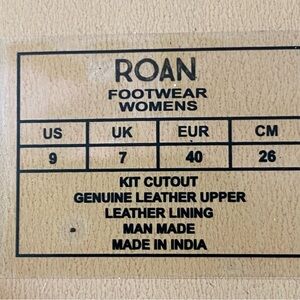 ROAN
FOOTWEAR
WOMENS
US UK EUR CM
9 7 40 26
KIT CUTOUT
GENUINE LEATHER UPPER
LEATHER LINING
MAN MADE
MADE IN INDIA